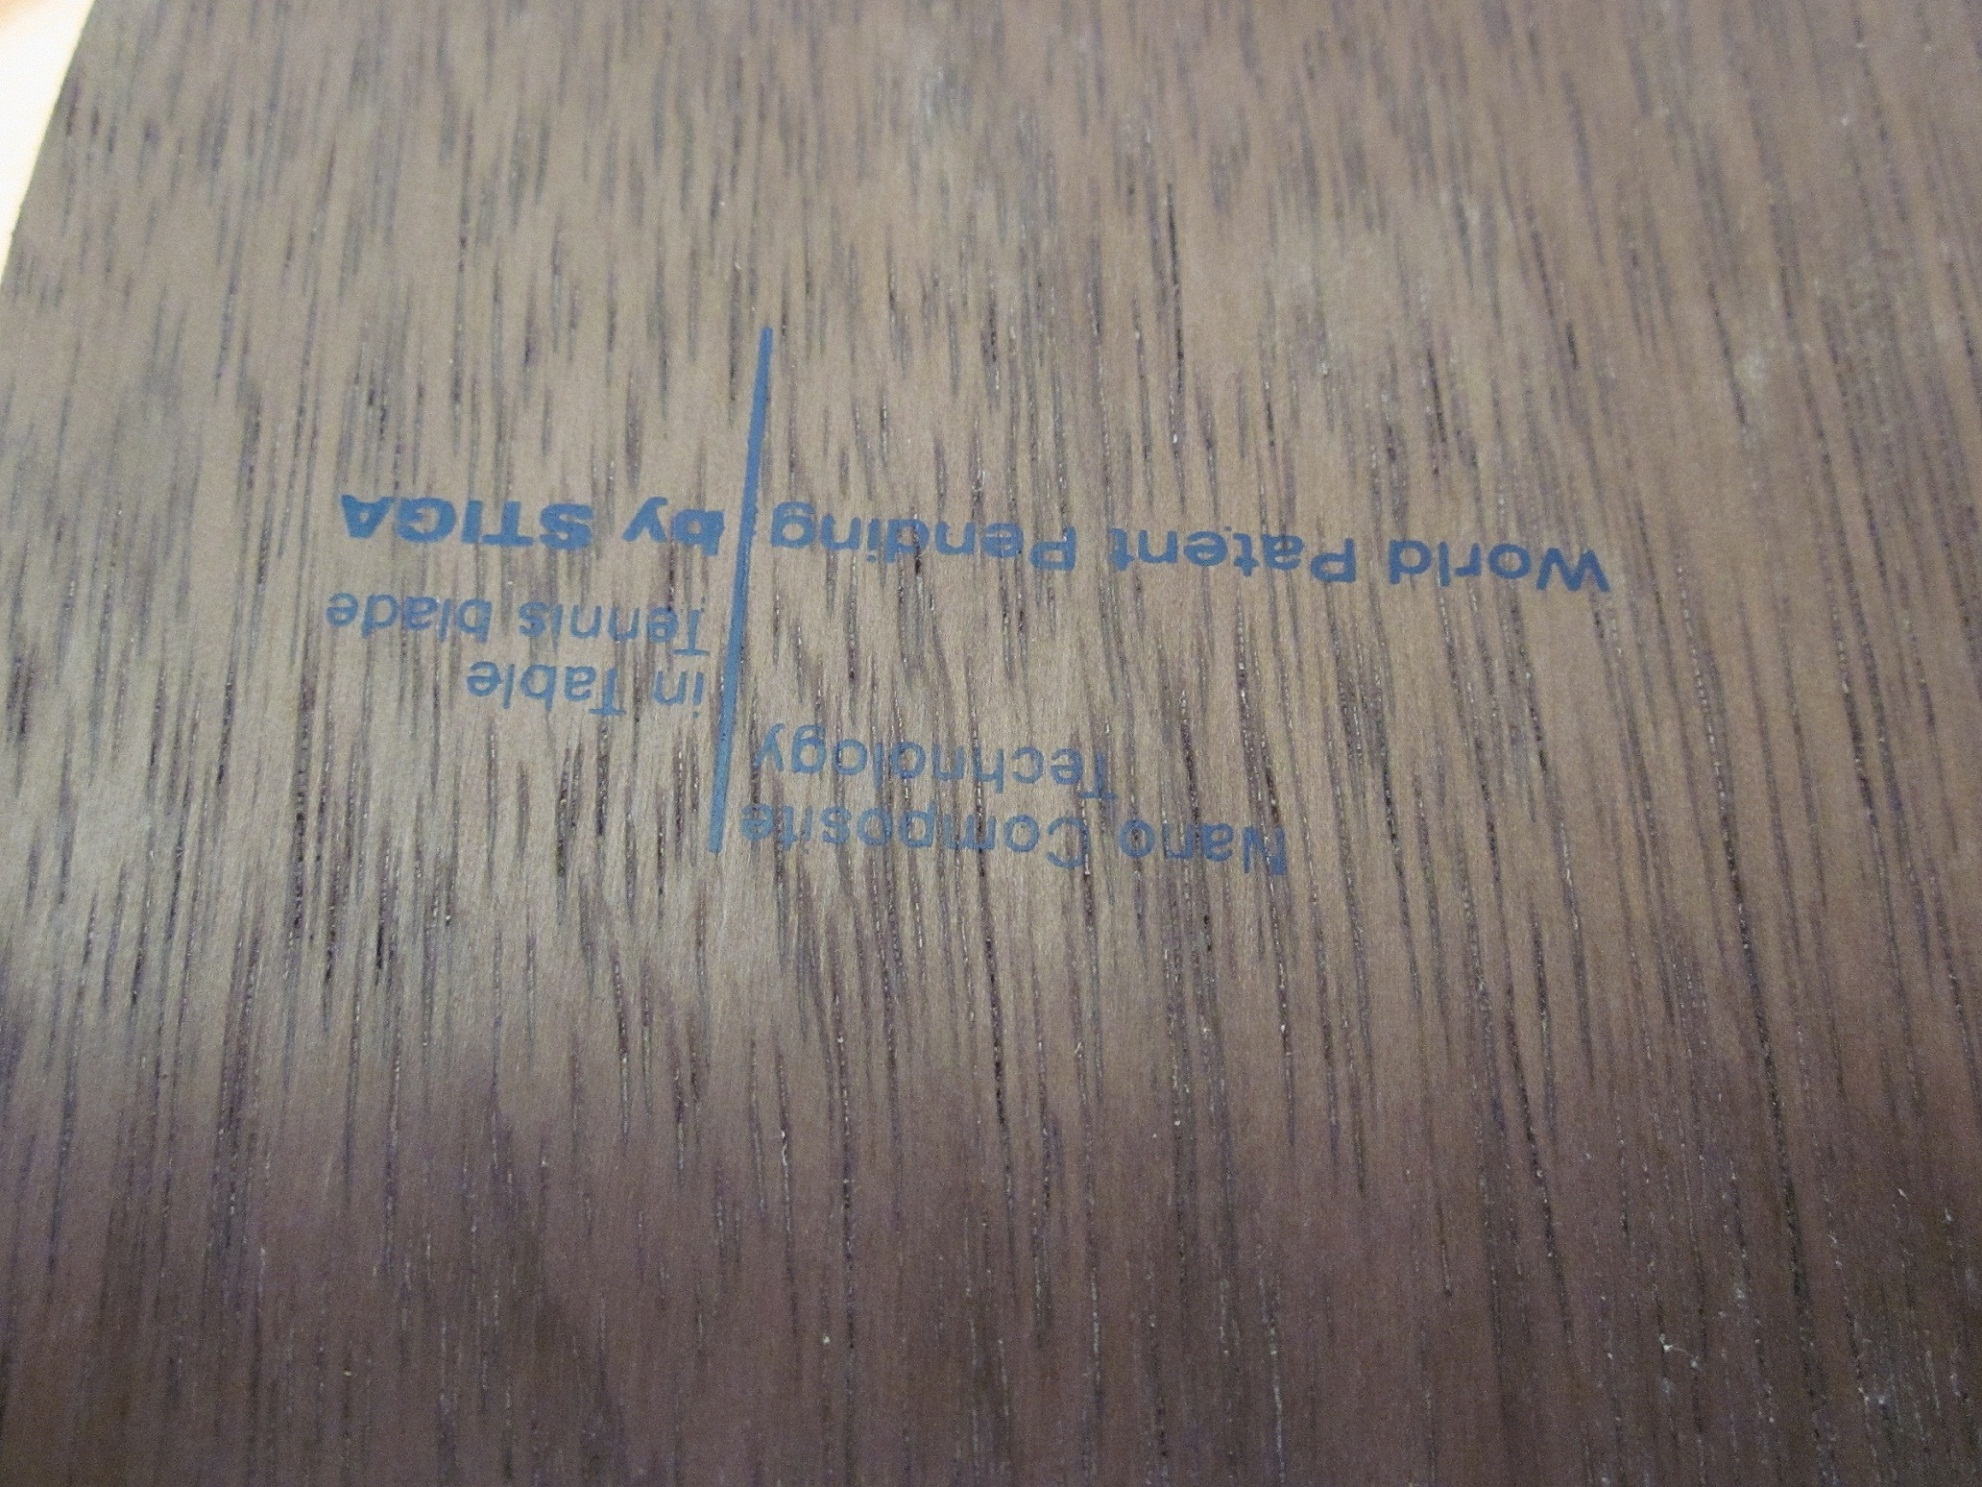 Nano Composite
Technology
in Table
Tennis blade
World Patent Pending by STIGA